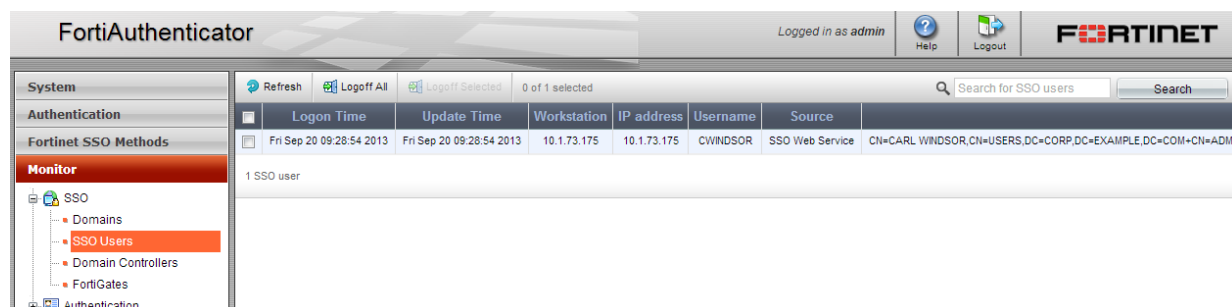 FortiAuthenticator
Logged in as admin
Help
Logout
FORTINET
System
Authentication
Fortinet SSO Methods
Monitor
SSO
Domains
SSO Users
Domain Controllers
FortiGates
Authentication
Refresh Logoff All Logoff Selected 0 of 1 selected
Search for SSO users Search
Logon Time Update Time Workstation IP address Username Source
Fri Sep 20 09:28:54 2013 Fri Sep 20 09:28:54 2013 10.1.73.175 10.1.73.175 CWINDSOR SSO Web Service CN=CARL WINDSOR,CN=USERS,DC=CORP,DC=EXAMPLE,DC=COM+CN=ADM
1 SSO user